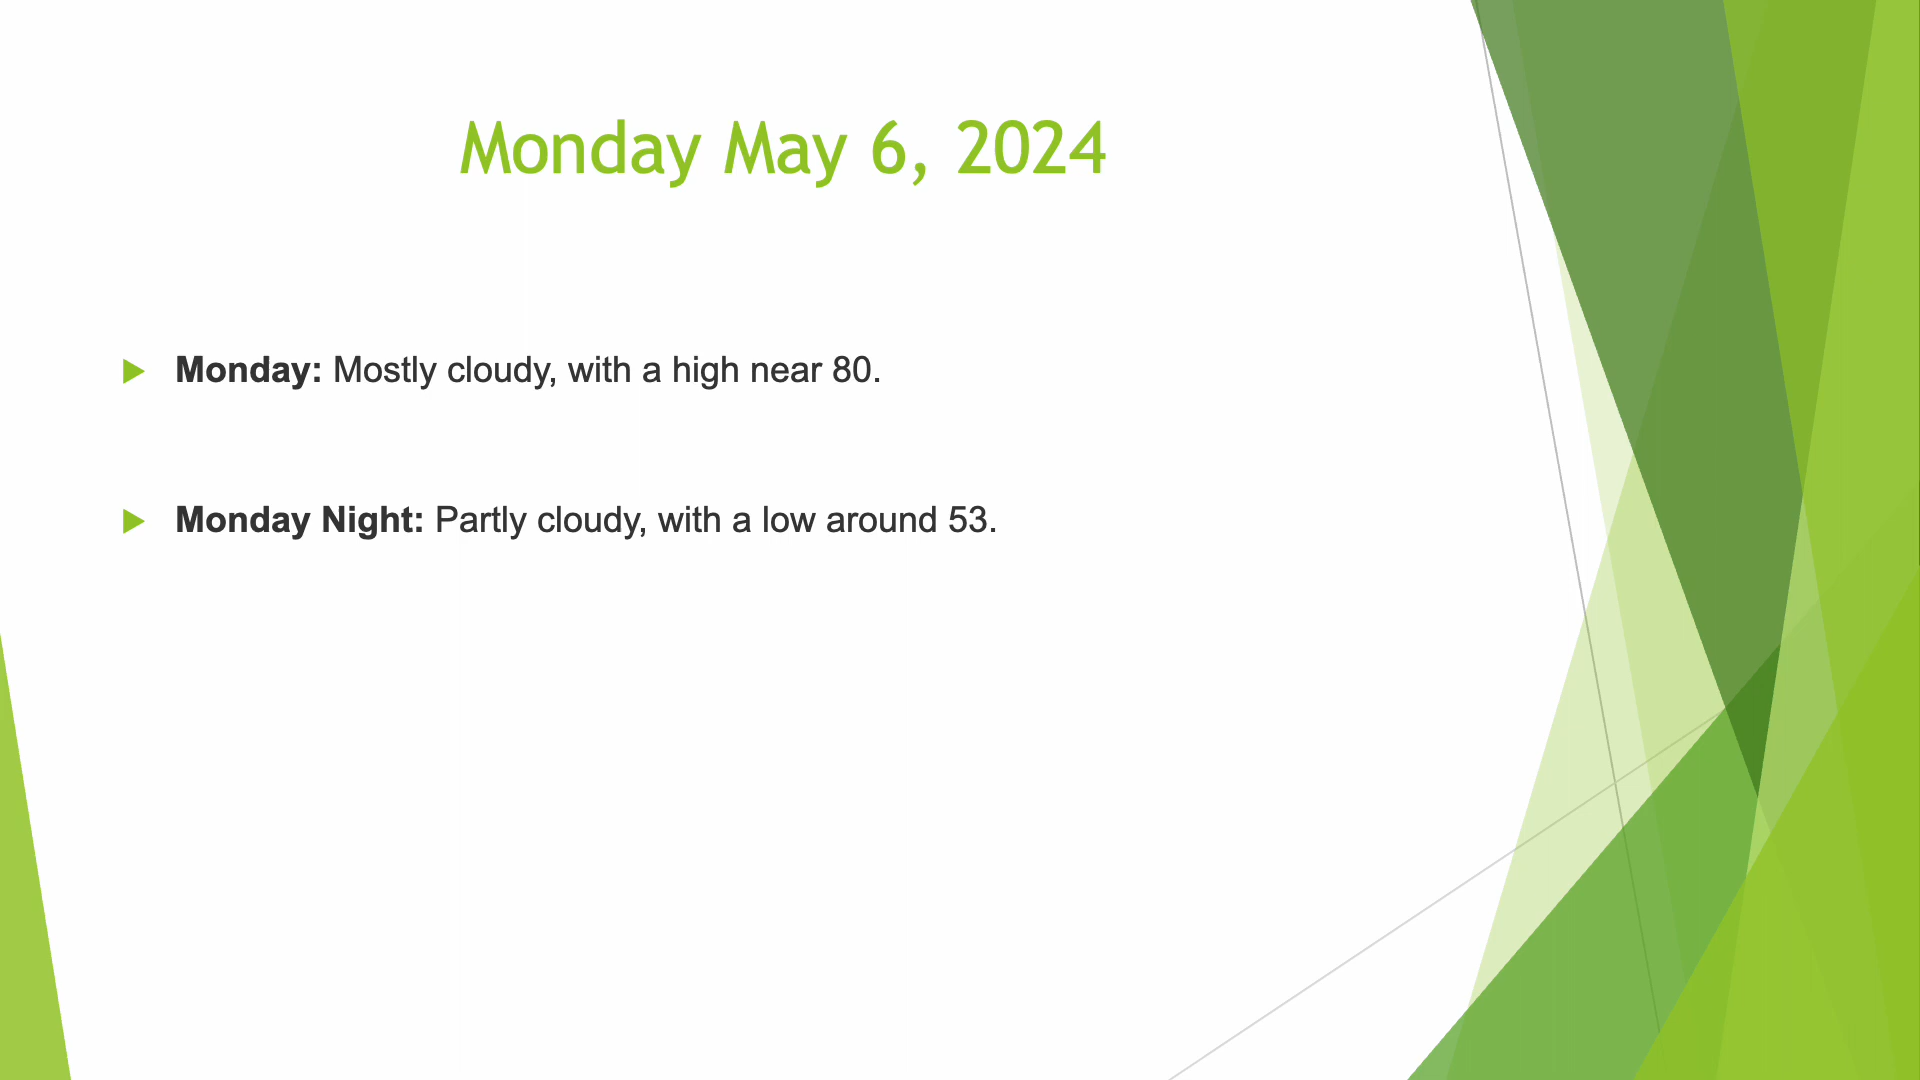 Monday May 6, 2024
Monday: Mostly cloudy, with a high near 80.
Monday Night: Partly cloudy, with a low around 53.